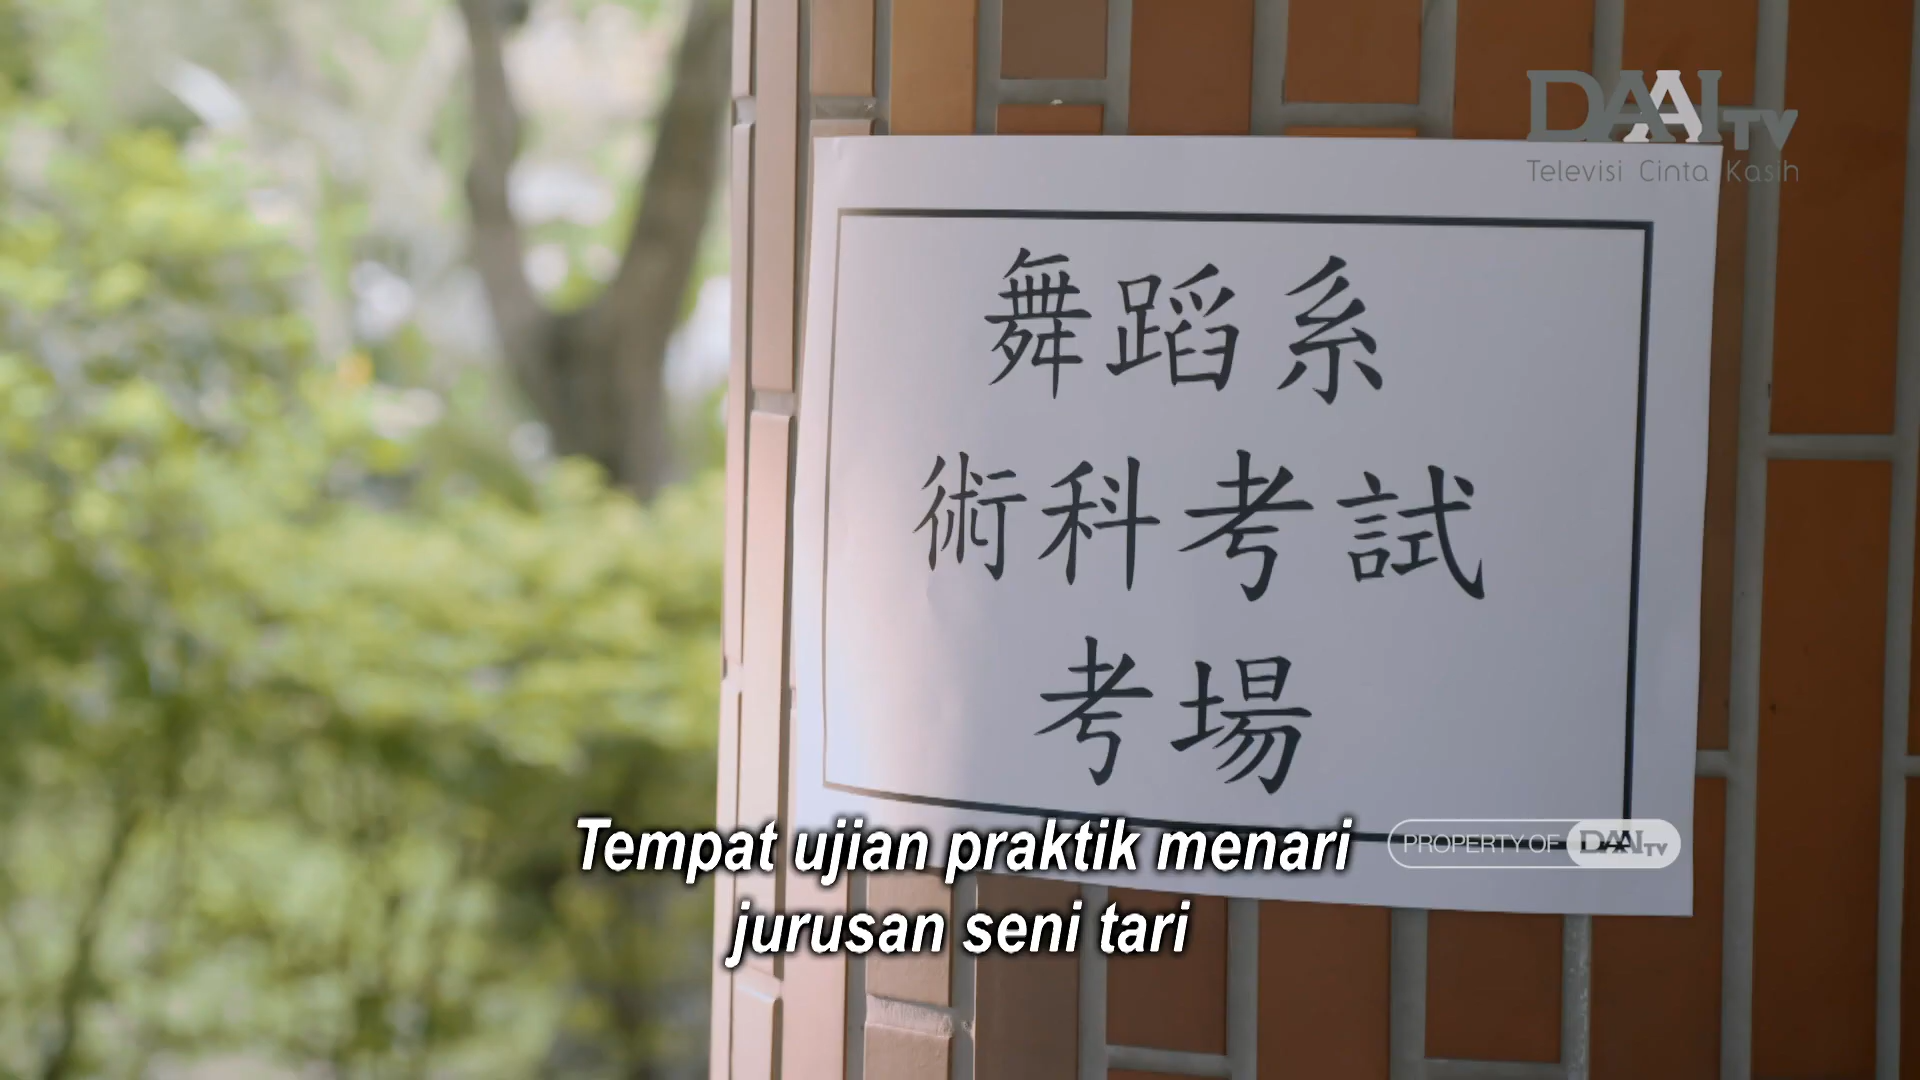 DAAI TV
Televisi Cinta Kasih
舞蹈系
術科考試
考場
Tempat ujian praktik menari
jurusan seni tari
PROPERTY OF DAAI TV